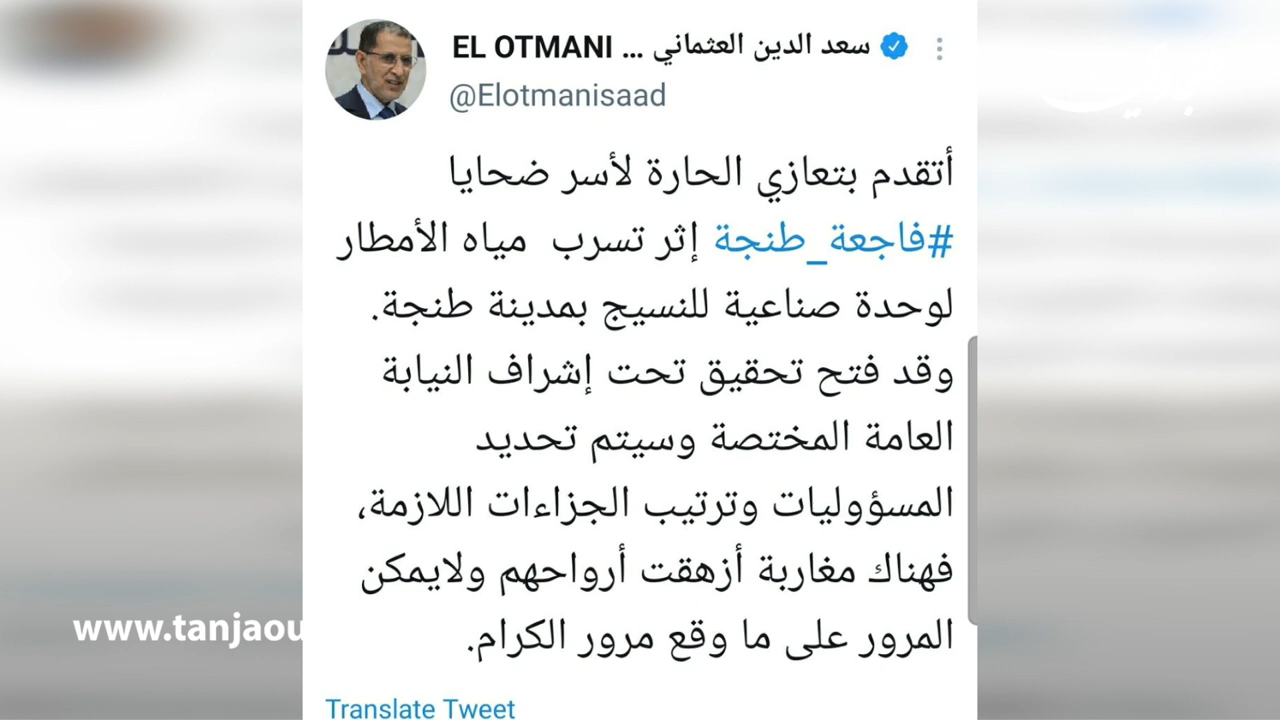 سعد الدين العثماني ... EL OTMANI
@Elotmanisaad
أتقدم بتعازي الحارة لأسر ضحايا
#فاجعة_طنجة إثر تسرب مياه الأمطار
لوحدة صناعية للنسيج بمدينة طنجة.
وقد فتح تحقيق تحت إشراف النيابة
العامة المختصة وسيتم تحديد
المسؤوليات وترتيب الجزاءات اللازمة،
فهناك مغاربة أزهقت أرواحهم ولايمكن
المرور على ما وقع مرور الكرام.
www.tanjaou
Translate Tweet